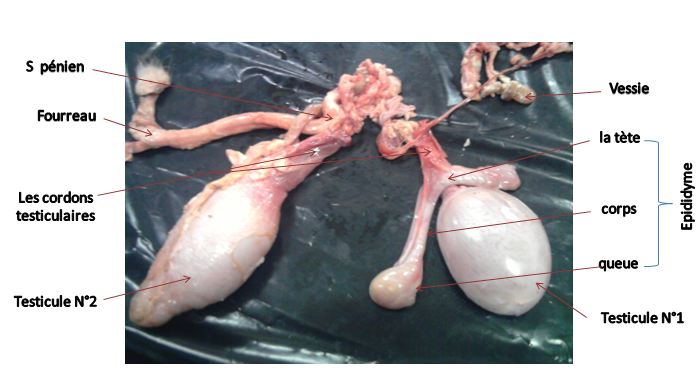 S pénien
Fourreau
Les cordons
testiculaires
Testicule N°2
Vessie
la tète
corps
queue
Epididyme
Testicule N°1